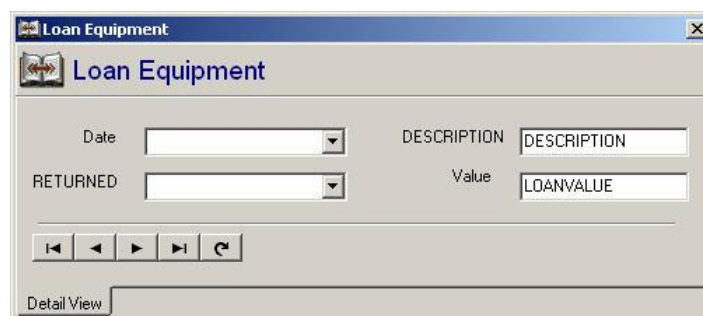 Loan Equipment
Loan Equipment
Date DESCRIPTION DESCRIPTION
RETURNED Value LOANVALUE
Detail View